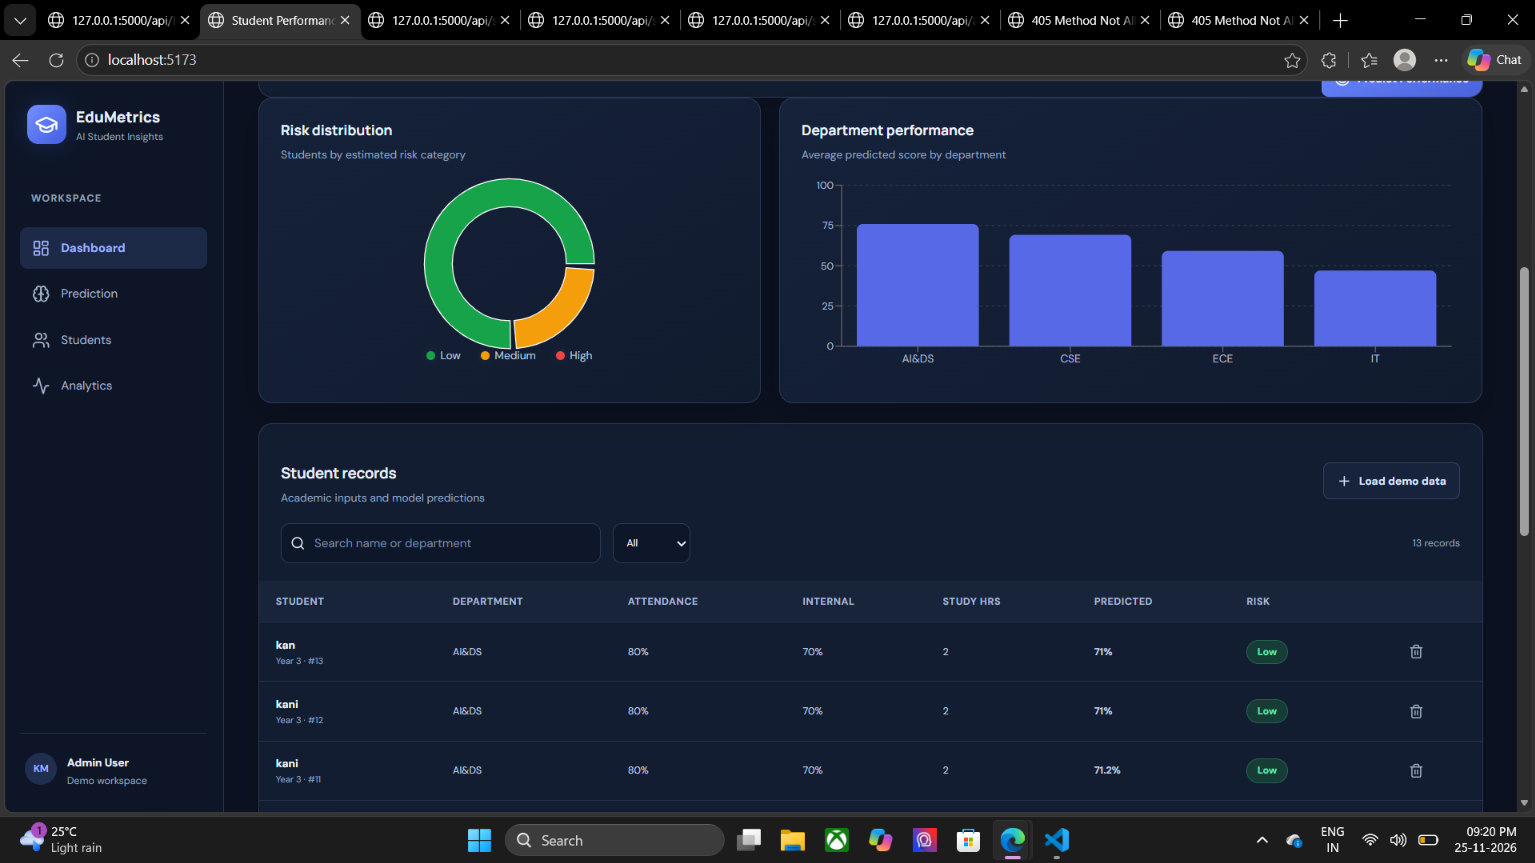 127.0.0.1:5000/api/
Student Performanc
127.0.0.1:5000/api/s
127.0.0.1:5000/api/s
127.0.0.1:5000/api/s
127.0.0.1:5000/api/a
405 Method Not Al
405 Method Not Al
localhost:5173
Chat
EduMetrics
AI Student Insights
WORKSPACE
Dashboard
Prediction
Students
Analytics
KM
Admin User
Demo workspace
Predict Performance
Risk distribution
Students by estimated risk category
Low Medium High
Department performance
Average predicted score by department
100
75
50
25
0
AI&DS CSE ECE IT
Student records
Academic inputs and model predictions
Load demo data
Search name or department
All
13 records
STUDENT DEPARTMENT ATTENDANCE INTERNAL STUDY HRS PREDICTED RISK
kan
Year 3 · #13
AI&DS 80% 70% 2 71% Low
kani
Year 3 · #12
AI&DS 80% 70% 2 71% Low
kani
Year 3 · #11
AI&DS 80% 70% 2 71.2% Low
1
25°C
Light rain
Search
ENG
IN
09:20 PM
25-11-2026